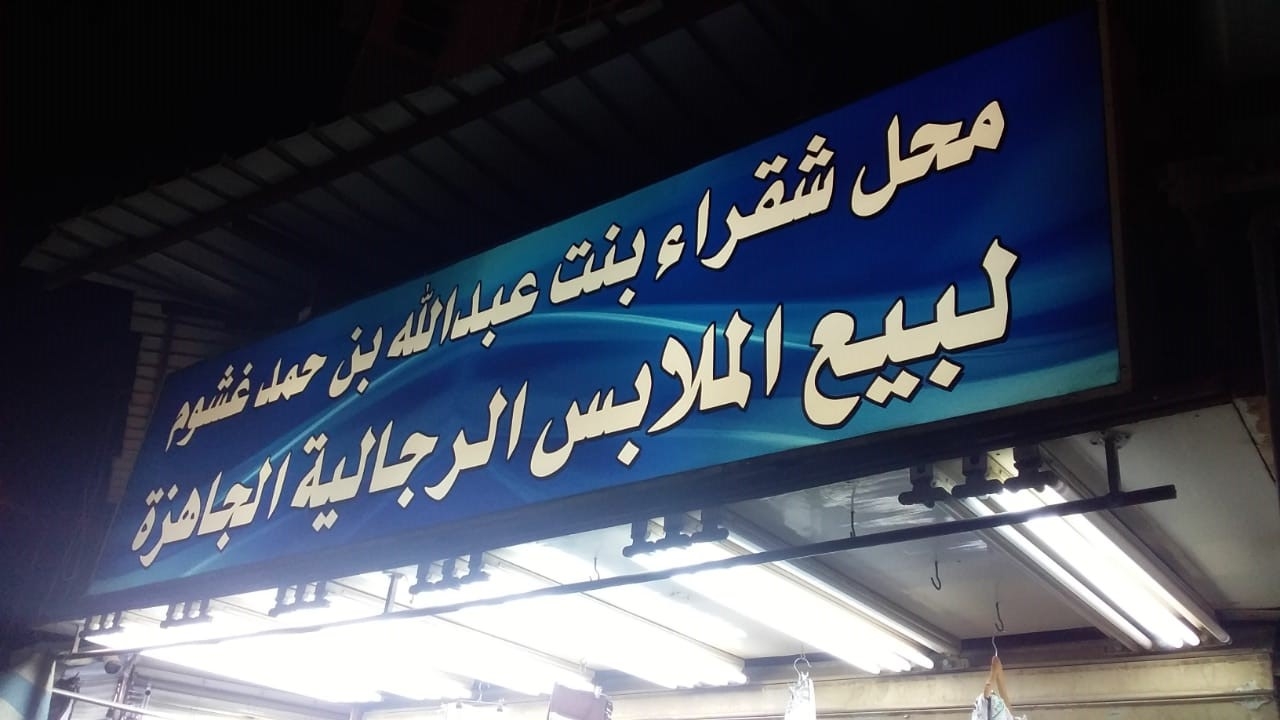 محل شقراء بنت عبدالله بن حمد غشوم
لبيع الملابس الرجالية الجاهزة